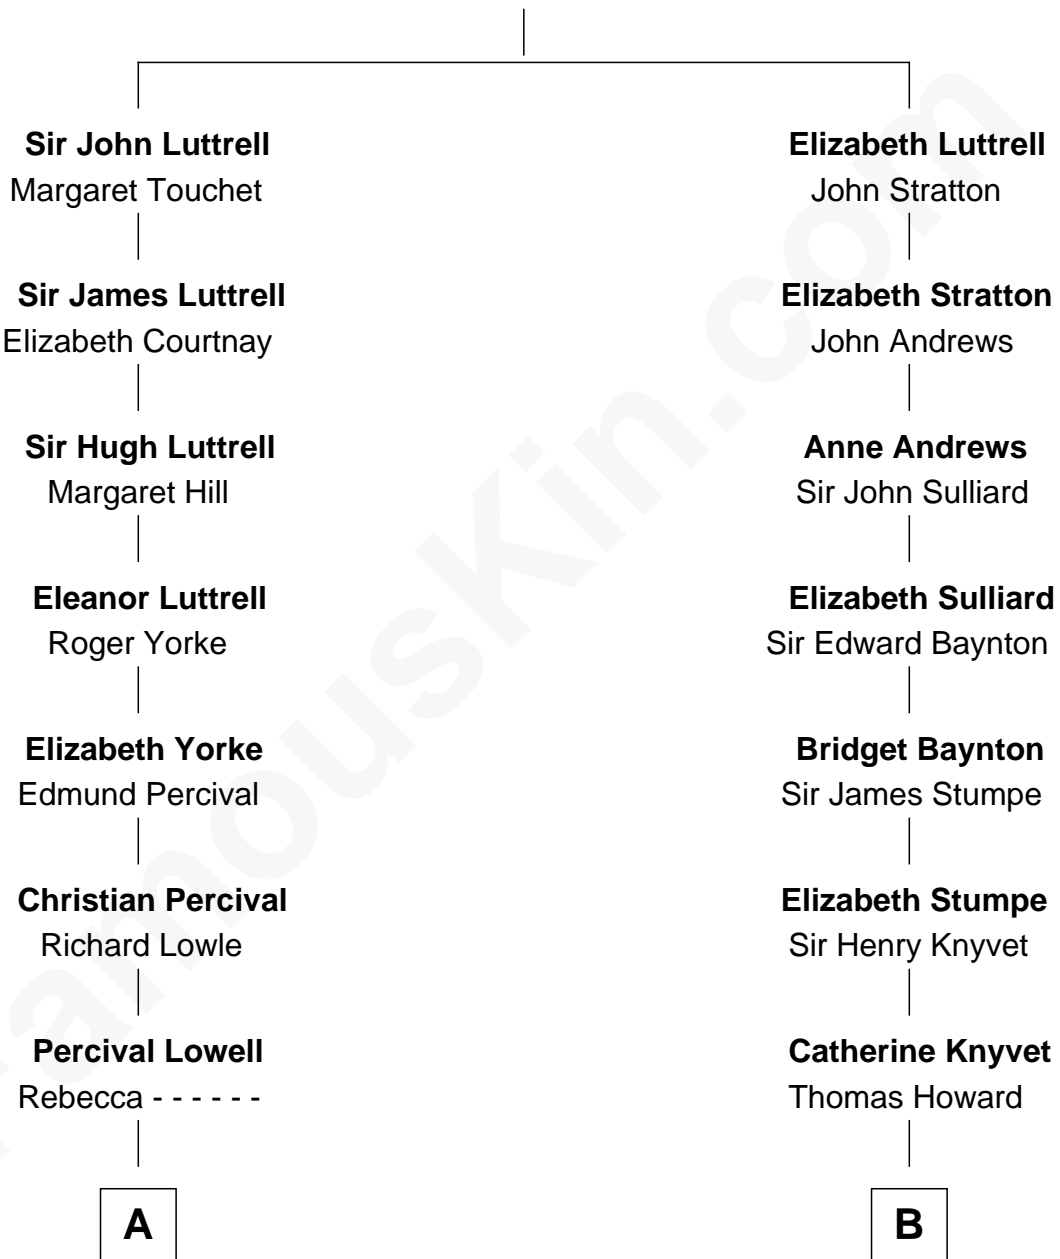 Sir John Luttrell
Margaret Touchet
Sir James Luttrell
Elizabeth Courtnay
Sir Hugh Luttrell
Margaret Hill
Eleanor Luttrell
Roger Yorke
Elizabeth Yorke
Edmund Percival
Christian Percival
Richard Lowle
Percival Lowell
Rebecca - - - - - -
A
Elizabeth Luttrell
John Stratton
Elizabeth Stratton
John Andrews
Anne Andrews
Sir John Sulliard
Elizabeth Sulliard
Sir Edward Baynton
Bridget Baynton
Sir James Stumpe
Elizabeth Stumpe
Sir Henry Knyvet
Catherine Knyvet
Thomas Howard
B
FamousKin.com